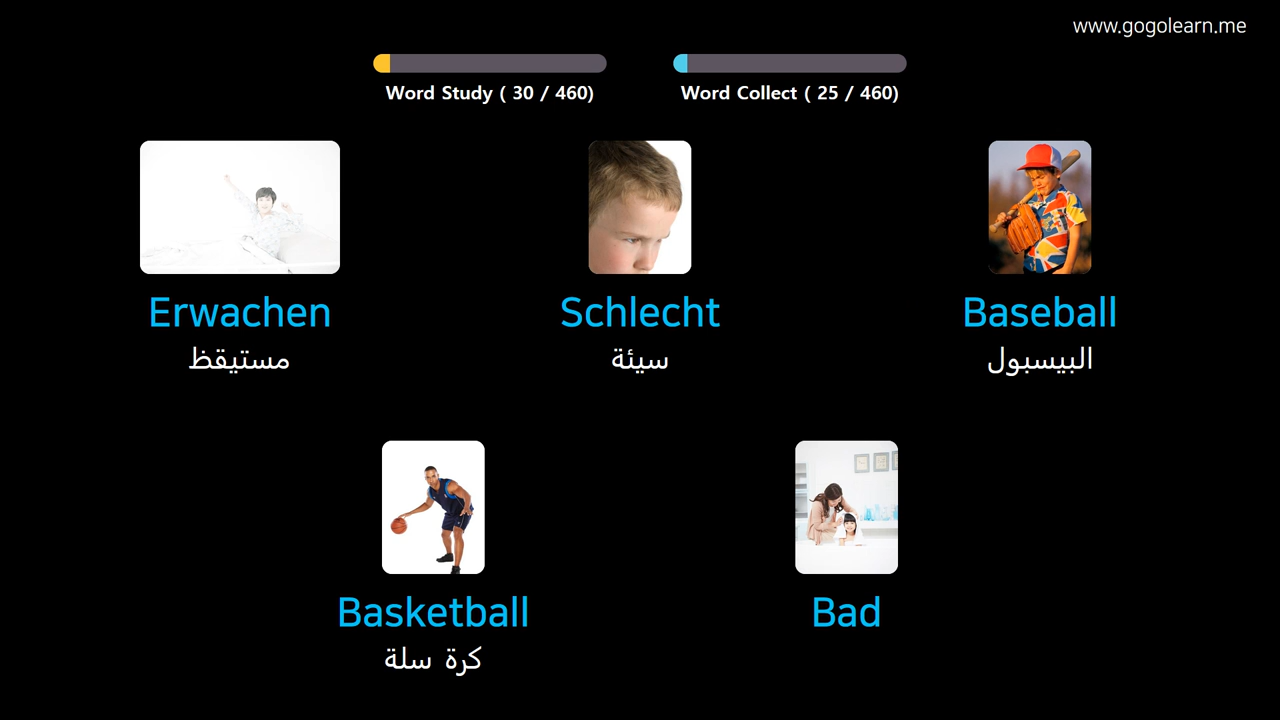 www.gogolearn.me
Word Study ( 30 / 460)
Word Collect ( 25 / 460)
Erwachen
مستيقظ
Schlecht
سيئة
Baseball
البيسبول
Basketball
كرة سلة
Bad